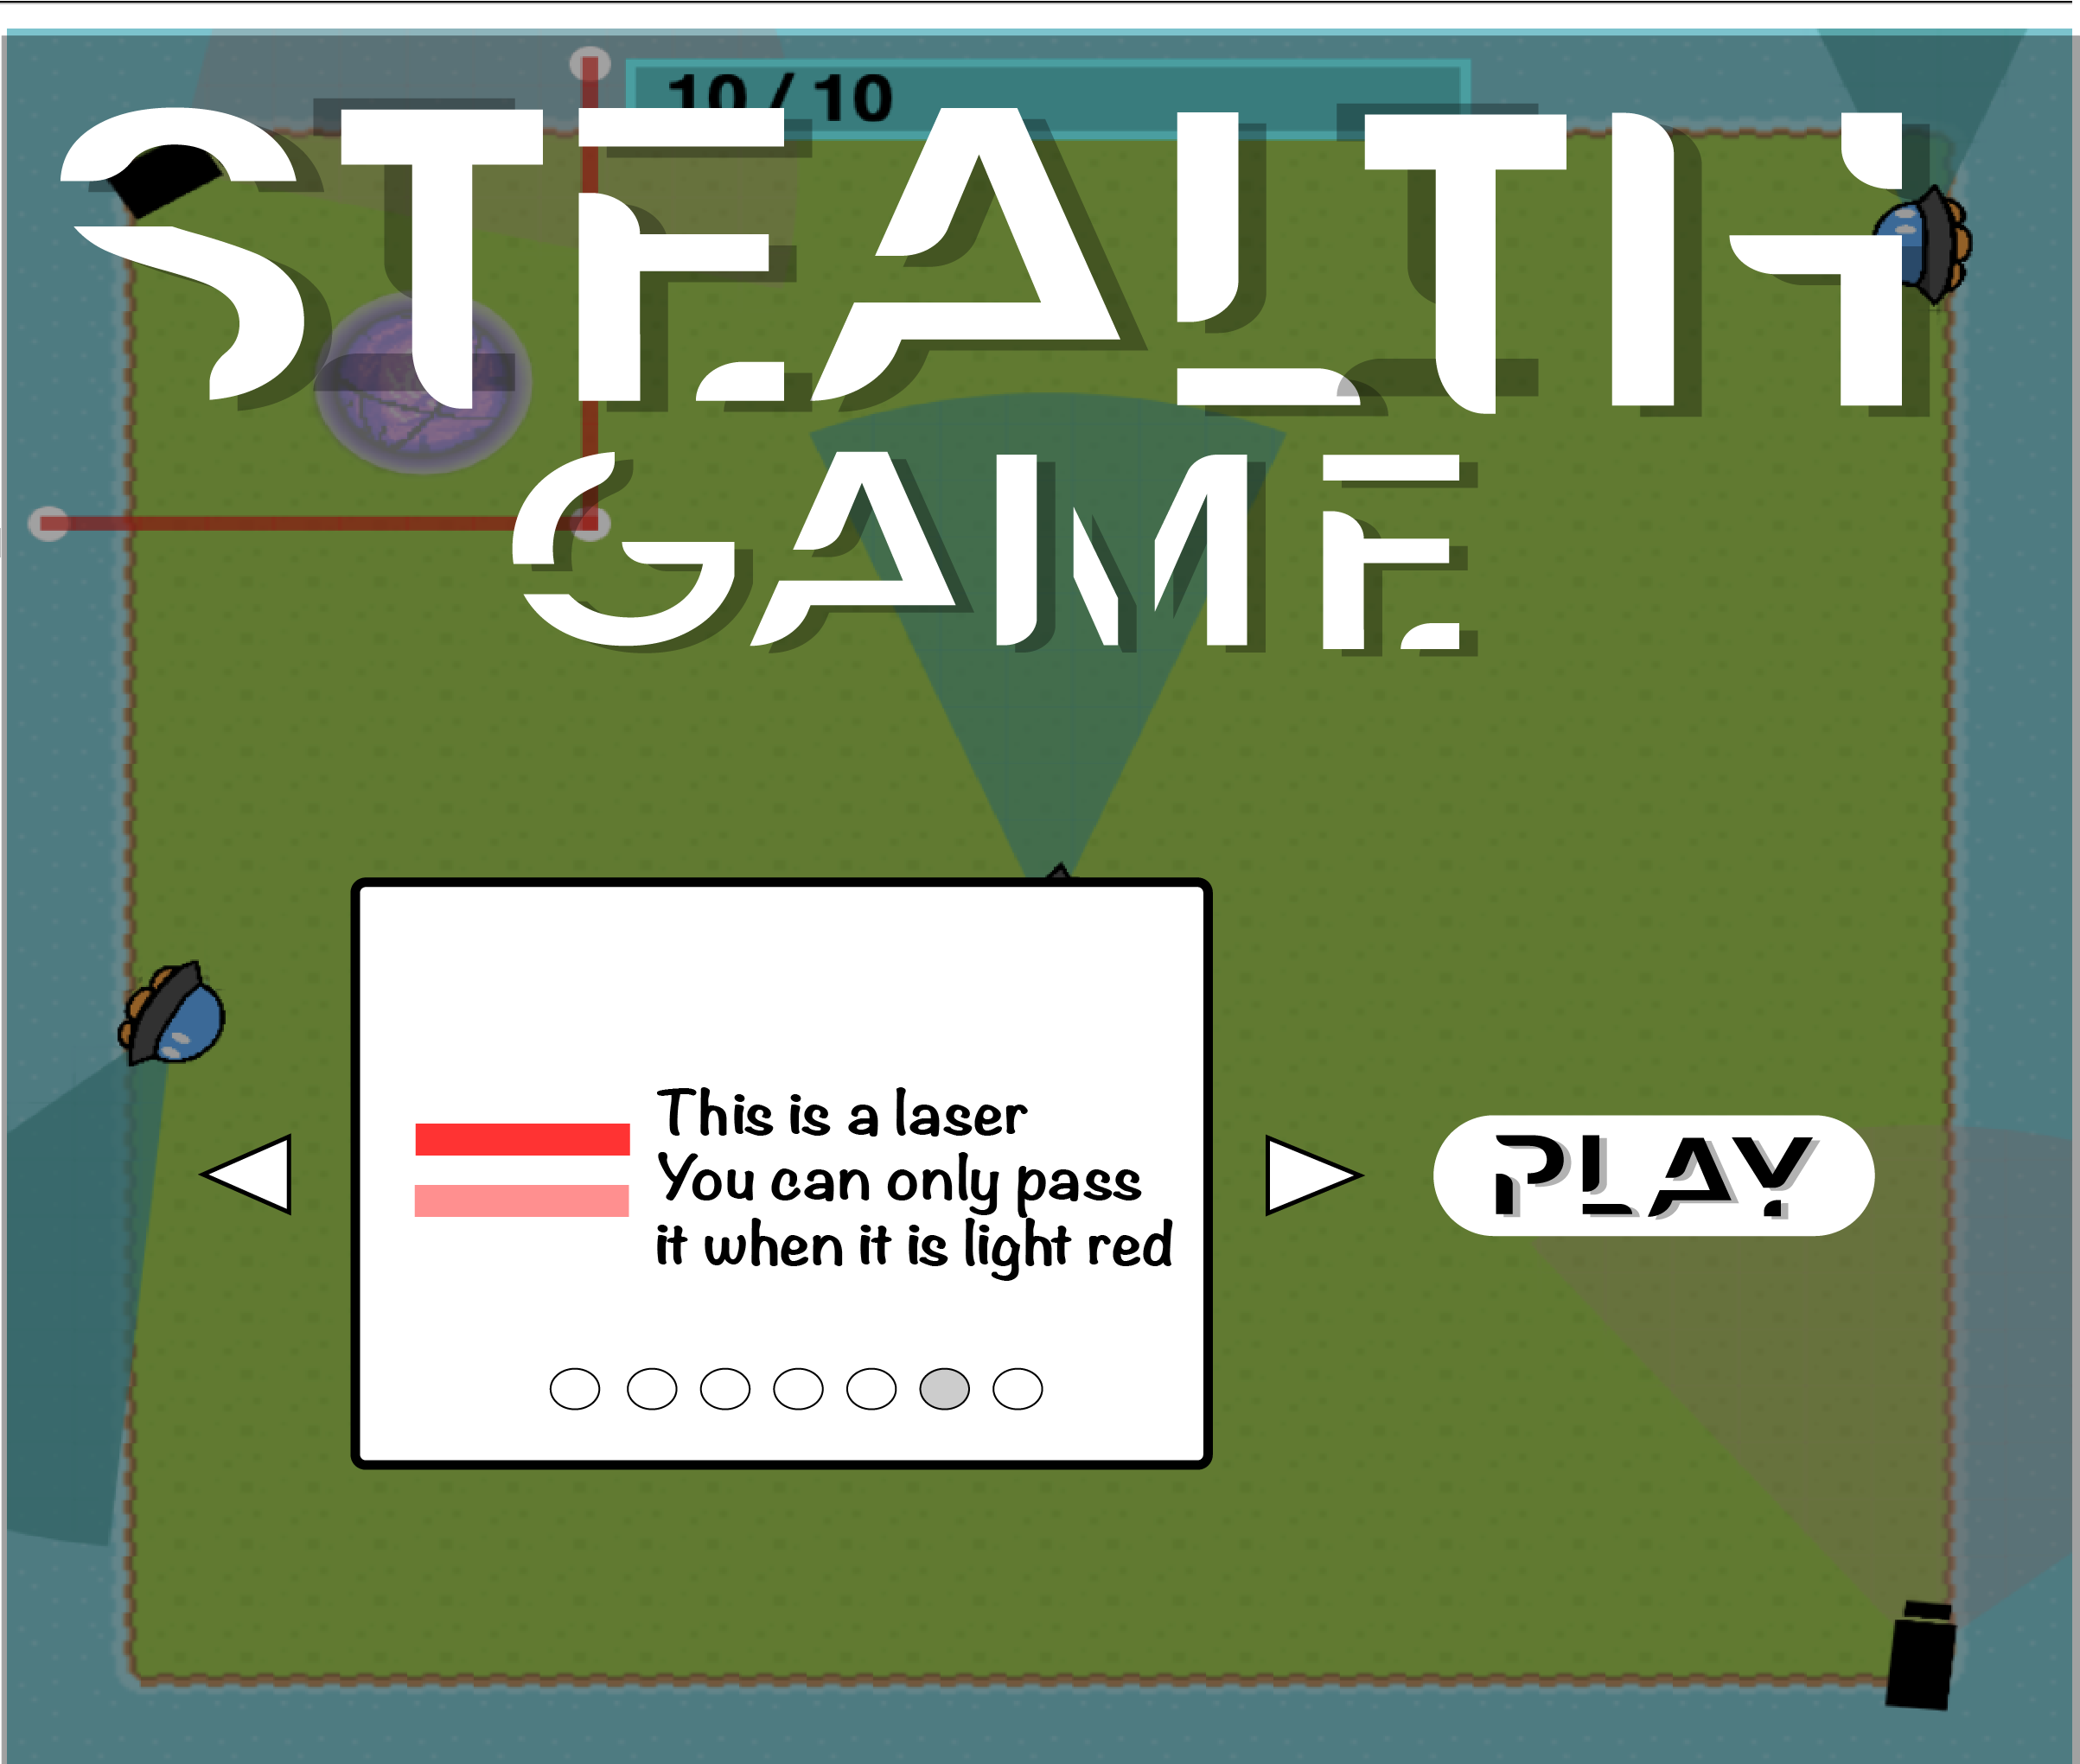 10 / 10
STEALTH
GAME
This is a laser
You can only pass
it when it is light red
PLAY